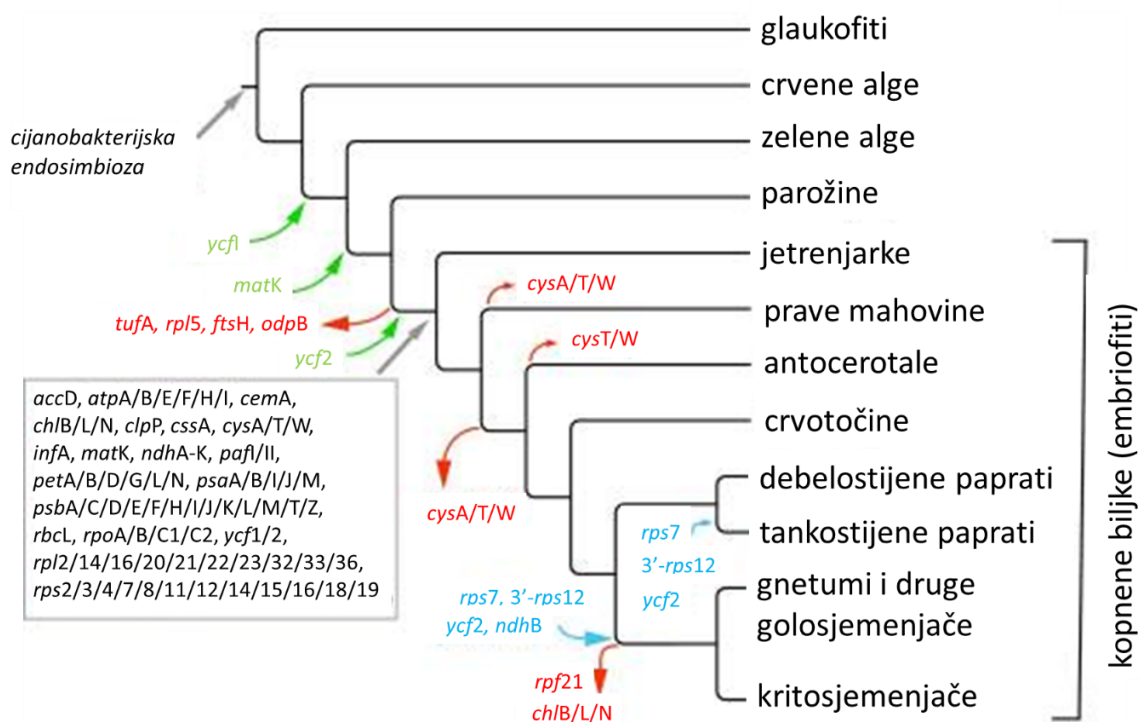 glaukofiti
crvene alge
cijanobakterijska
endosimbioza
zelene alge
parožine
ycfI
jetrenjarke
matK
cysA/T/W
prave mahovine
tufA, rpl5, ftsH, odpB
cysT/W
ycf2
antocerotale
accD, atpA/B/E/F/H/I, cemA,
chlB/L/N, clpP, cssA, cysA/T/W,
infA, matK, ndhA-K, pafI/II,
petA/B/D/G/L/N, psaA/B/I/J/M,
psbA/C/D/E/F/H/I/J/K/L/M/T/Z,
rbcL, rpoA/B/C1/C2, ycf1/2,
rpl2/14/16/20/21/22/23/32/33/36,
rps2/3/4/7/8/11/12/14/15/16/18/19
crvotočine
cysA/T/W
debelostijene paprati
rps7
3’-rps12
ycf2
tankostijene paprati
rps7, 3’-rps12
ycf2, ndhB
gnetumi i druge
golosjemenjače
rpf21
chlB/L/N
kritosjemenjače
kopnene biljke (embriofiti)